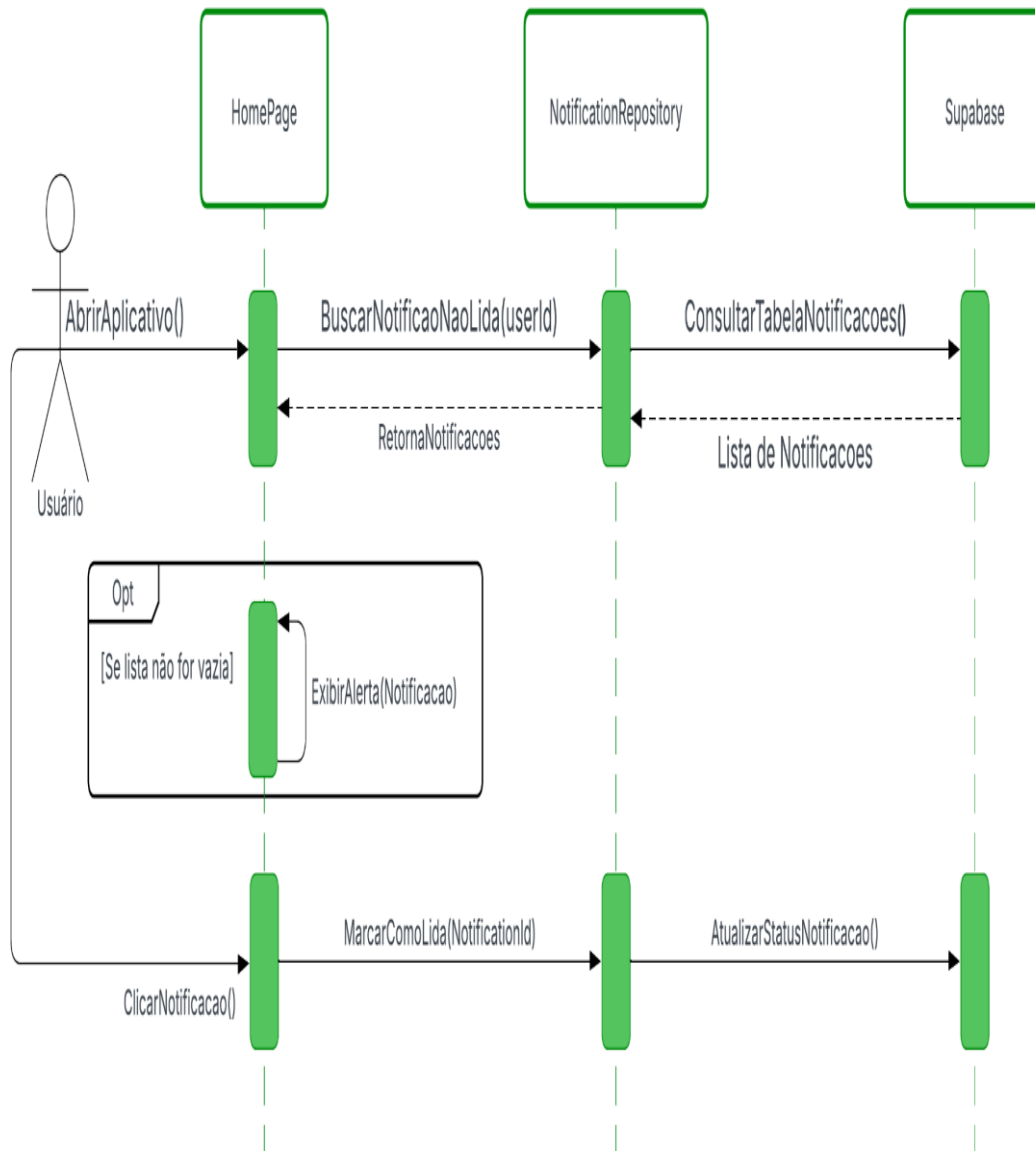 HomePage
NotificationRepository
Supabase
AbrirAplicativo()
BuscarNotificaoNaoLida(userId)
ConsultarTabelaNotificacoes()
RetornaNotificacoes
Lista de Notificacoes
Usuário
Opt
[Se lista não for vazia]
ExibirAlerta(Notificacao)
MarcarComoLida(NotificationId)
AtualizarStatusNotificacao()
ClicarNotificacao()